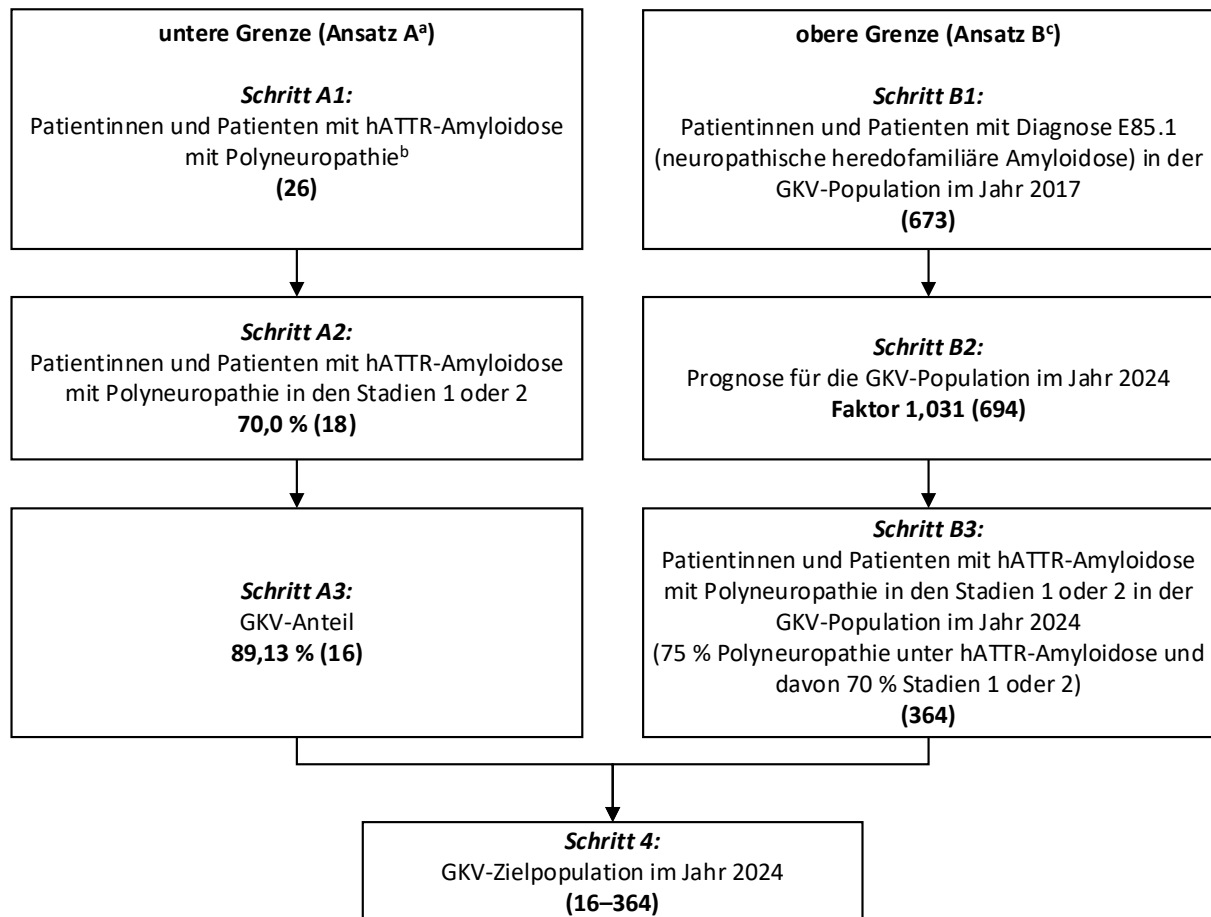 untere Grenze (Ansatz Aᵃ)
Schritt A1:
Patientinnen und Patienten mit hATTR-Amyloidose
mit Polyneuropathieᵇ
(26)
Schritt A2:
Patientinnen und Patienten mit hATTR-Amyloidose
mit Polyneuropathie in den Stadien 1 oder 2
70,0 % (18)
Schritt A3:
GKV-Anteil
89,13 % (16)
obere Grenze (Ansatz Bᶜ)
Schritt B1:
Patientinnen und Patienten mit Diagnose E85.1
(neuropathische heredofamiliäre Amyloidose) in der
GKV-Population im Jahr 2017
(673)
Schritt B2:
Prognose für die GKV-Population im Jahr 2024
Faktor 1,031 (694)
Schritt B3:
Patientinnen und Patienten mit hATTR-Amyloidose
mit Polyneuropathie in den Stadien 1 oder 2 in der
GKV-Population im Jahr 2024
(75 % Polyneuropathie unter hATTR-Amyloidose und
davon 70 % Stadien 1 oder 2)
(364)
Schritt 4:
GKV-Zielpopulation im Jahr 2024
(16–364)